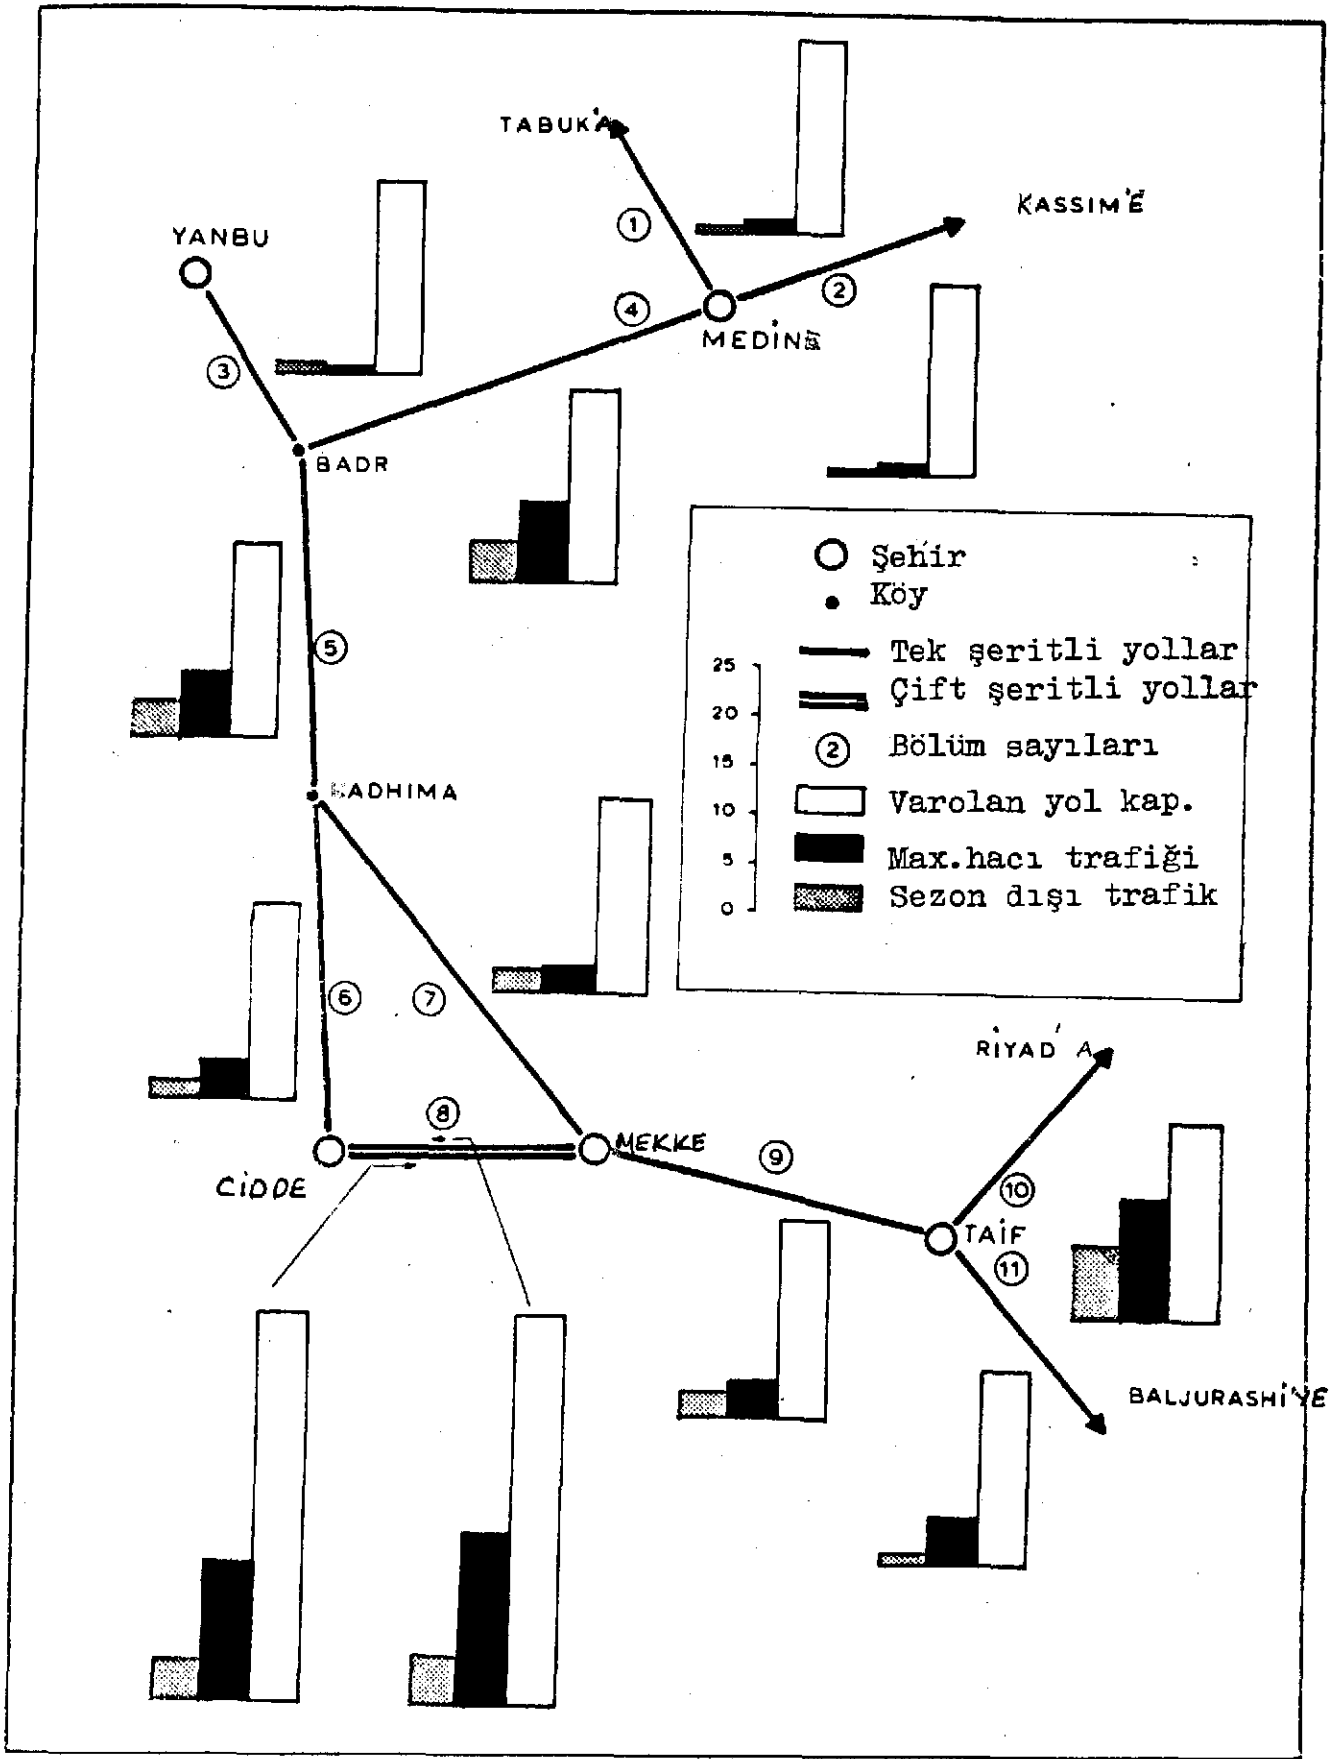 TABUK'A
KASSIM'E
YANBU
1
2
4
MEDİNE
3
BADR
Şehir
Köy
5
Tek şeritli yollar
25
Çift şeritli yollar
20
2 Bölüm sayıları
15
KADHIMA
Varolan yol kap.
10
Max.hacı trafiği
5
Sezon dışı trafik
0
6
7
RİYAD' A
8
MEKKE
9
CİDDE
10
TAİF
11
BALJURASHİ'YE